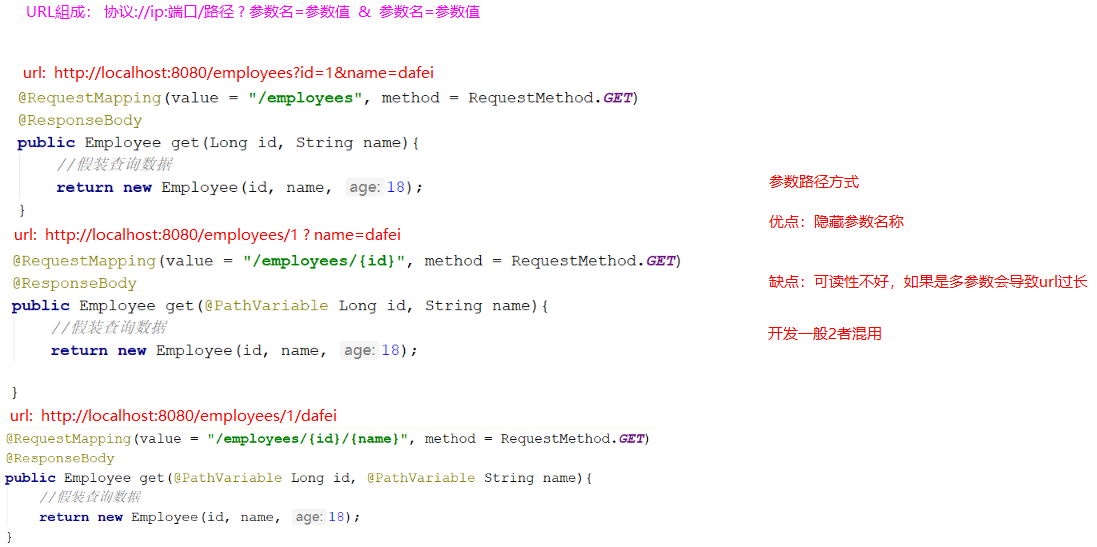 URL组成： 协议://ip:端口/路径 ? 参数名=参数值 & 参数名=参数值
url: http://localhost:8080/employees?id=1&name=dafei
@RequestMapping(value = "/employees", method = RequestMethod.GET)
@ResponseBody
public Employee get(Long id, String name){
//假装查询数据
return new Employee(id, name, age:18);
}
url: http://localhost:8080/employees/1 ? name=dafei
@RequestMapping(value = "/employees/{id}", method = RequestMethod.GET)
@ResponseBody
public Employee get(@PathVariable Long id, String name){
//假装查询数据
return new Employee(id, name, age:18);
}
url: http://localhost:8080/employees/1/dafei
@RequestMapping(value = "/employees/{id}/{name}", method = RequestMethod.GET)
@ResponseBody
public Employee get(@PathVariable Long id, @PathVariable String name){
//假装查询数据
return new Employee(id, name, age:18);
}
参数路径方式
优点：隐藏参数名称
缺点：可读性不好，如果是多参数会导致url过长
开发一般2者混用